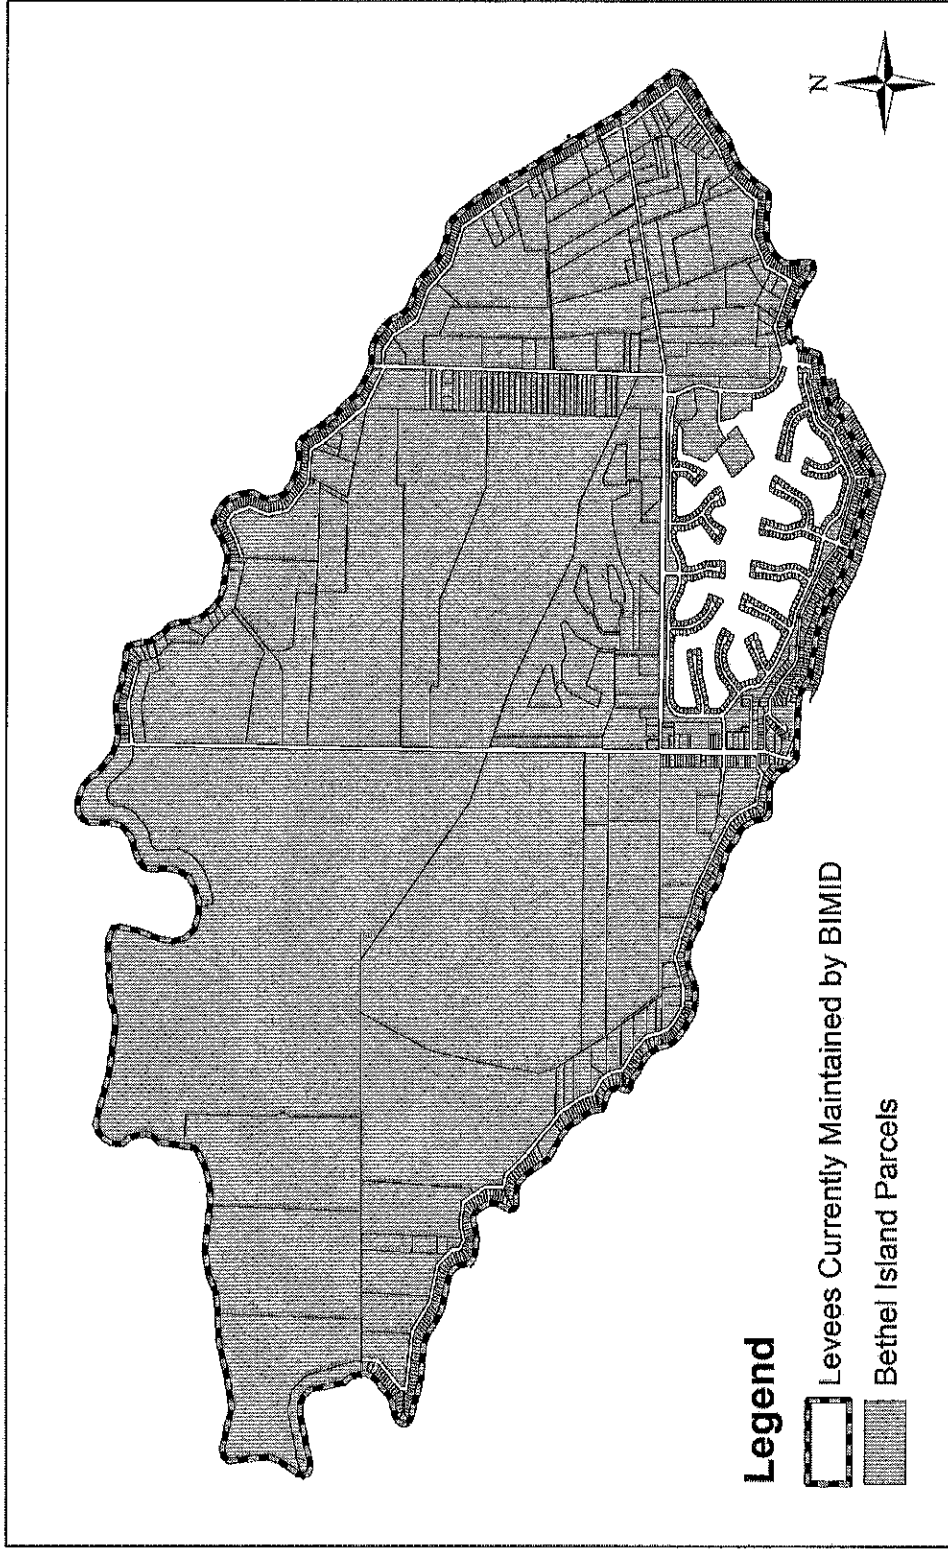 N
Legend
Levees Currently Maintained by BIMID
Bethel Island Parcels